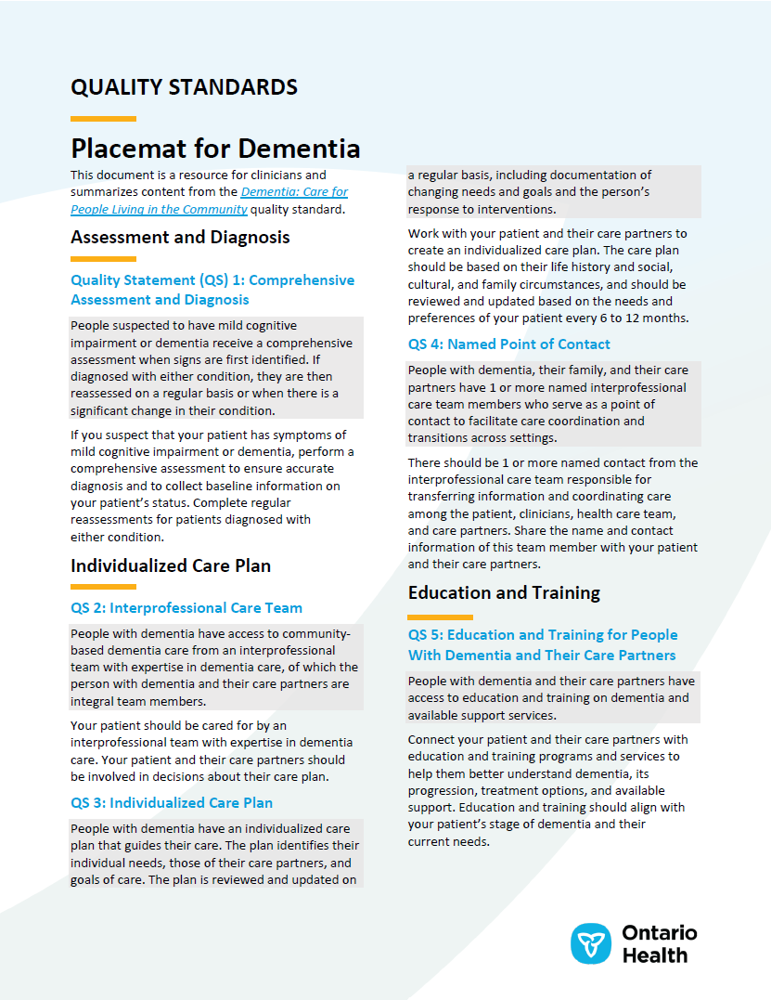 QUALITY STANDARDS
Placemat for Dementia
This document is a resource for clinicians and
summarizes content from the Dementia: Care for
People Living in the Community quality standard.
Assessment and Diagnosis
Quality Statement (QS) 1: Comprehensive
Assessment and Diagnosis
People suspected to have mild cognitive
impairment or dementia receive a comprehensive
assessment when signs are first identified. If
diagnosed with either condition, they are then
reassessed on a regular basis or when there is a
significant change in their condition.
If you suspect that your patient has symptoms of
mild cognitive impairment or dementia, perform a
comprehensive assessment to ensure accurate
diagnosis and to collect baseline information on
your patient’s status. Complete regular
reassessments for patients diagnosed with
either condition.
Individualized Care Plan
QS 2: Interprofessional Care Team
People with dementia have access to community-
based dementia care from an interprofessional
team with expertise in dementia care, of which the
person with dementia and their care partners are
integral team members.
Your patient should be cared for by an
interprofessional team with expertise in dementia
care. Your patient and their care partners should
be involved in decisions about their care plan.
QS 3: Individualized Care Plan
People with dementia have an individualized care
plan that guides their care. The plan identifies their
individual needs, those of their care partners, and
goals of care. The plan is reviewed and updated on
a regular basis, including documentation of
changing needs and goals and the person’s
response to interventions.
Work with your patient and their care partners to
create an individualized care plan. The care plan
should be based on their life history and social,
cultural, and family circumstances, and should be
reviewed and updated based on the needs and
preferences of your patient every 6 to 12 months.
QS 4: Named Point of Contact
People with dementia, their family, and their care
partners have 1 or more named interprofessional
care team members who serve as a point of
contact to facilitate care coordination and
transitions across settings.
There should be 1 or more named contact from the
interprofessional care team responsible for
transferring information and coordinating care
among the patient, clinicians, health care team,
and care partners. Share the name and contact
information of this team member with your patient
and their care partners.
Education and Training
QS 5: Education and Training for People
With Dementia and Their Care Partners
People with dementia and their care partners have
access to education and training on dementia and
available support services.
Connect your patient and their care partners with
education and training programs and services to
help them better understand dementia, its
progression, treatment options, and available
support. Education and training should align with
your patient’s stage of dementia and their
current needs.
Ontario
Health